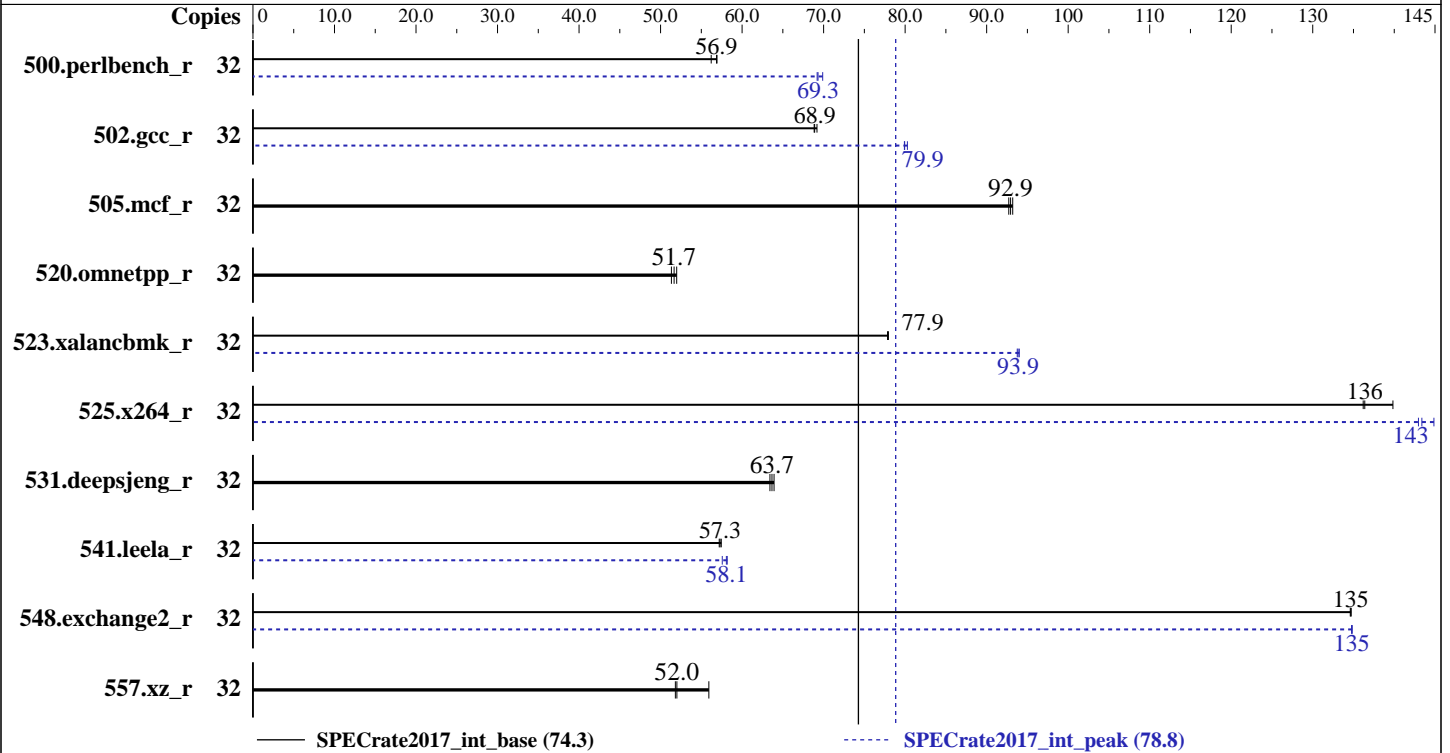 Copies 0 10.0 20.0 30.0 40.0 50.0 60.0 70.0 80.0 90.0 100 110 120 130 145
500.perlbench_r 32 56.9
69.3
502.gcc_r 32 68.9
79.9
505.mcf_r 32 92.9
520.omnetpp_r 32 51.7
523.xalancbmk_r 32 77.9
93.9
525.x264_r 32 136
143
531.deepsjeng_r 32 63.7
541.leela_r 32 57.3
58.1
548.exchange2_r 32 135
135
557.xz_r 32 52.0
SPECrate2017_int_base (74.3) SPECrate2017_int_peak (78.8)